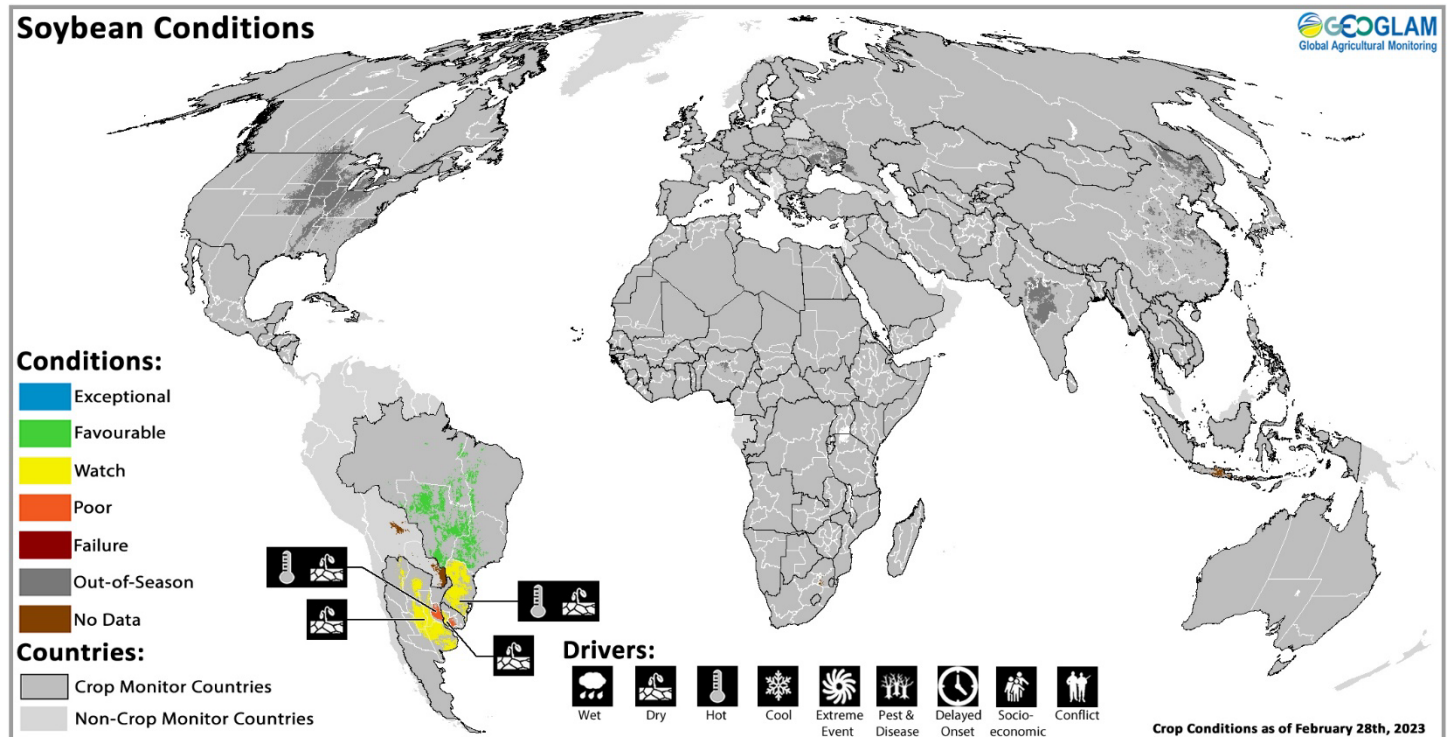 Soybean Conditions
GEOGLAM
Global Agricultural Monitoring
Conditions:
Exceptional
Favourable
Watch
Poor
Failure
Out-of-Season
No Data
Countries:
Crop Monitor Countries
Non-Crop Monitor Countries
Drivers:
Wet
Dry
Hot
Cool
Extreme
Event
Pest &
Disease
Delayed
Onset
Socio-
economic
Conflict
Crop Conditions as of February 28th, 2023